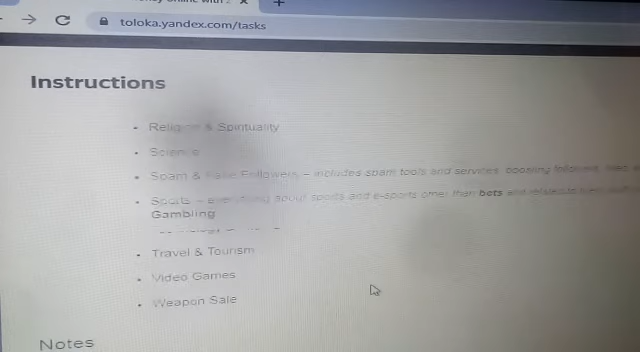 toloka.yandex.com/tasks
Instructions
Religion & Spirituality
Science
Spam & Fake Followers – includes spam tools and services, boosting followers, likes
Sports – everything about sports and e-sports other than bets and related to
Gambling
Travel & Tourism
Video Games
Weapon Sale
Notes